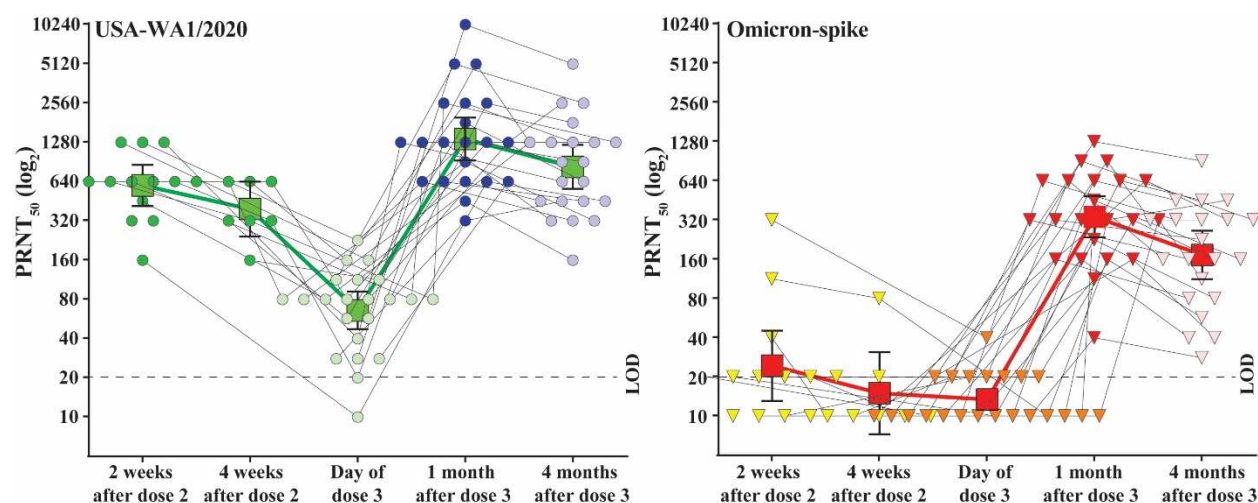 USA-WA1/2020
PRNT50 (log2)
10240
5120
2560
1280
640
320
160
80
40
20
10
LOD
2 weeks
after dose 2
4 weeks
after dose 2
Day of
dose 3
1 month
after dose 3
4 months
after dose 3
Omicron-spike
PRNT50 (log2)
10240
5120
2560
1280
640
320
160
80
40
20
10
LOD
2 weeks
after dose 2
4 weeks
after dose 2
Day of
dose 3
1 month
after dose 3
4 months
after dose 3